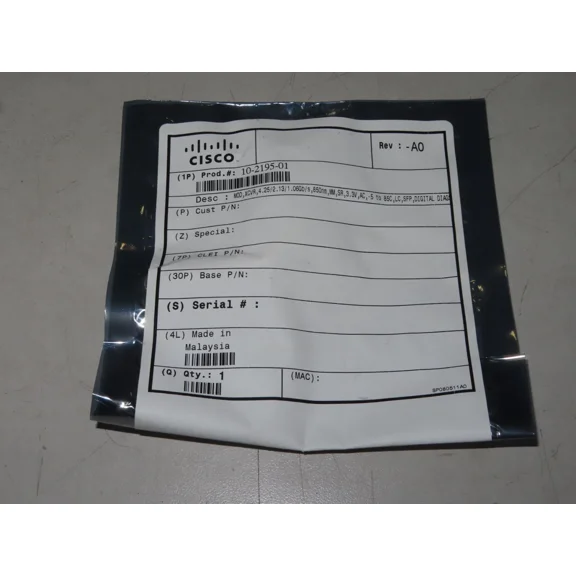 CISCO
Rev : -A0
(1P) Prod.#: 10-2195-01
Desc : MOD,XCVR,4.25/2.13/1.06Gb/s,850nm,MM,SR,3.3V,AC,-5 to 85C,LC,SFP,DIGITAL DIAG
(P) Cust P/N:
(Z) Special:
(7P) CLEI P/N:
(30P) Base P/N:
(S) Serial # :
(4L) Made in
Malaysia
(Q) Qty.: 1
(MAC):